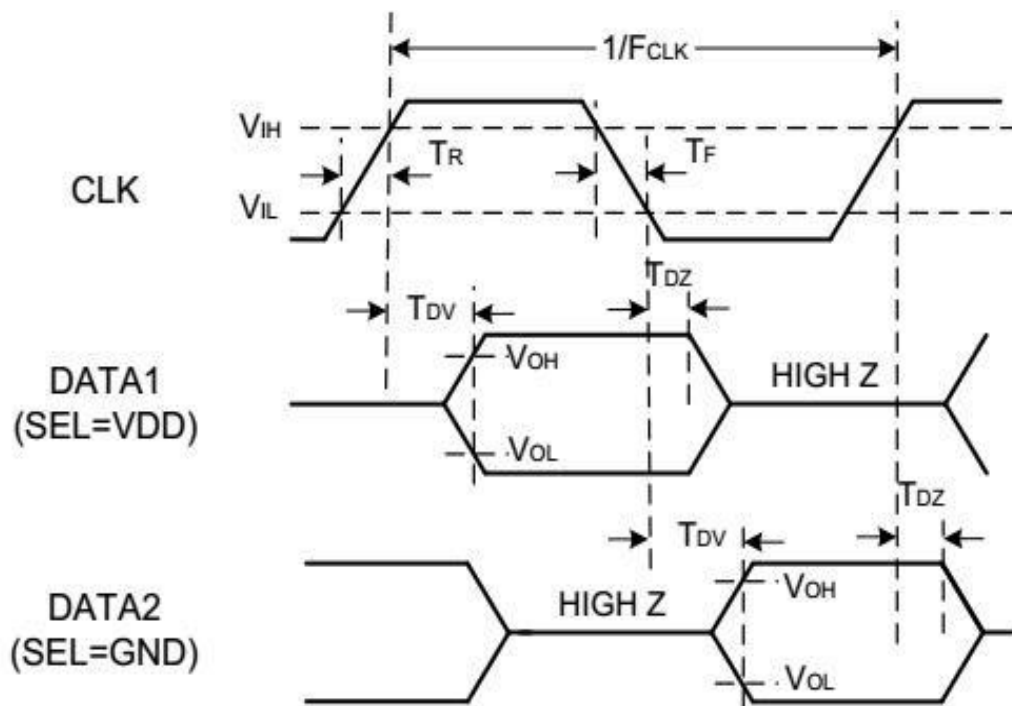 1/FCLK
VIH
TR
TF
CLK
VIL
TDZ
TDV
VOH
DATA1
(SEL=VDD)
HIGH Z
VOL
TDZ
TDV
DATA2
(SEL=GND)
HIGH Z
VOH
VOL